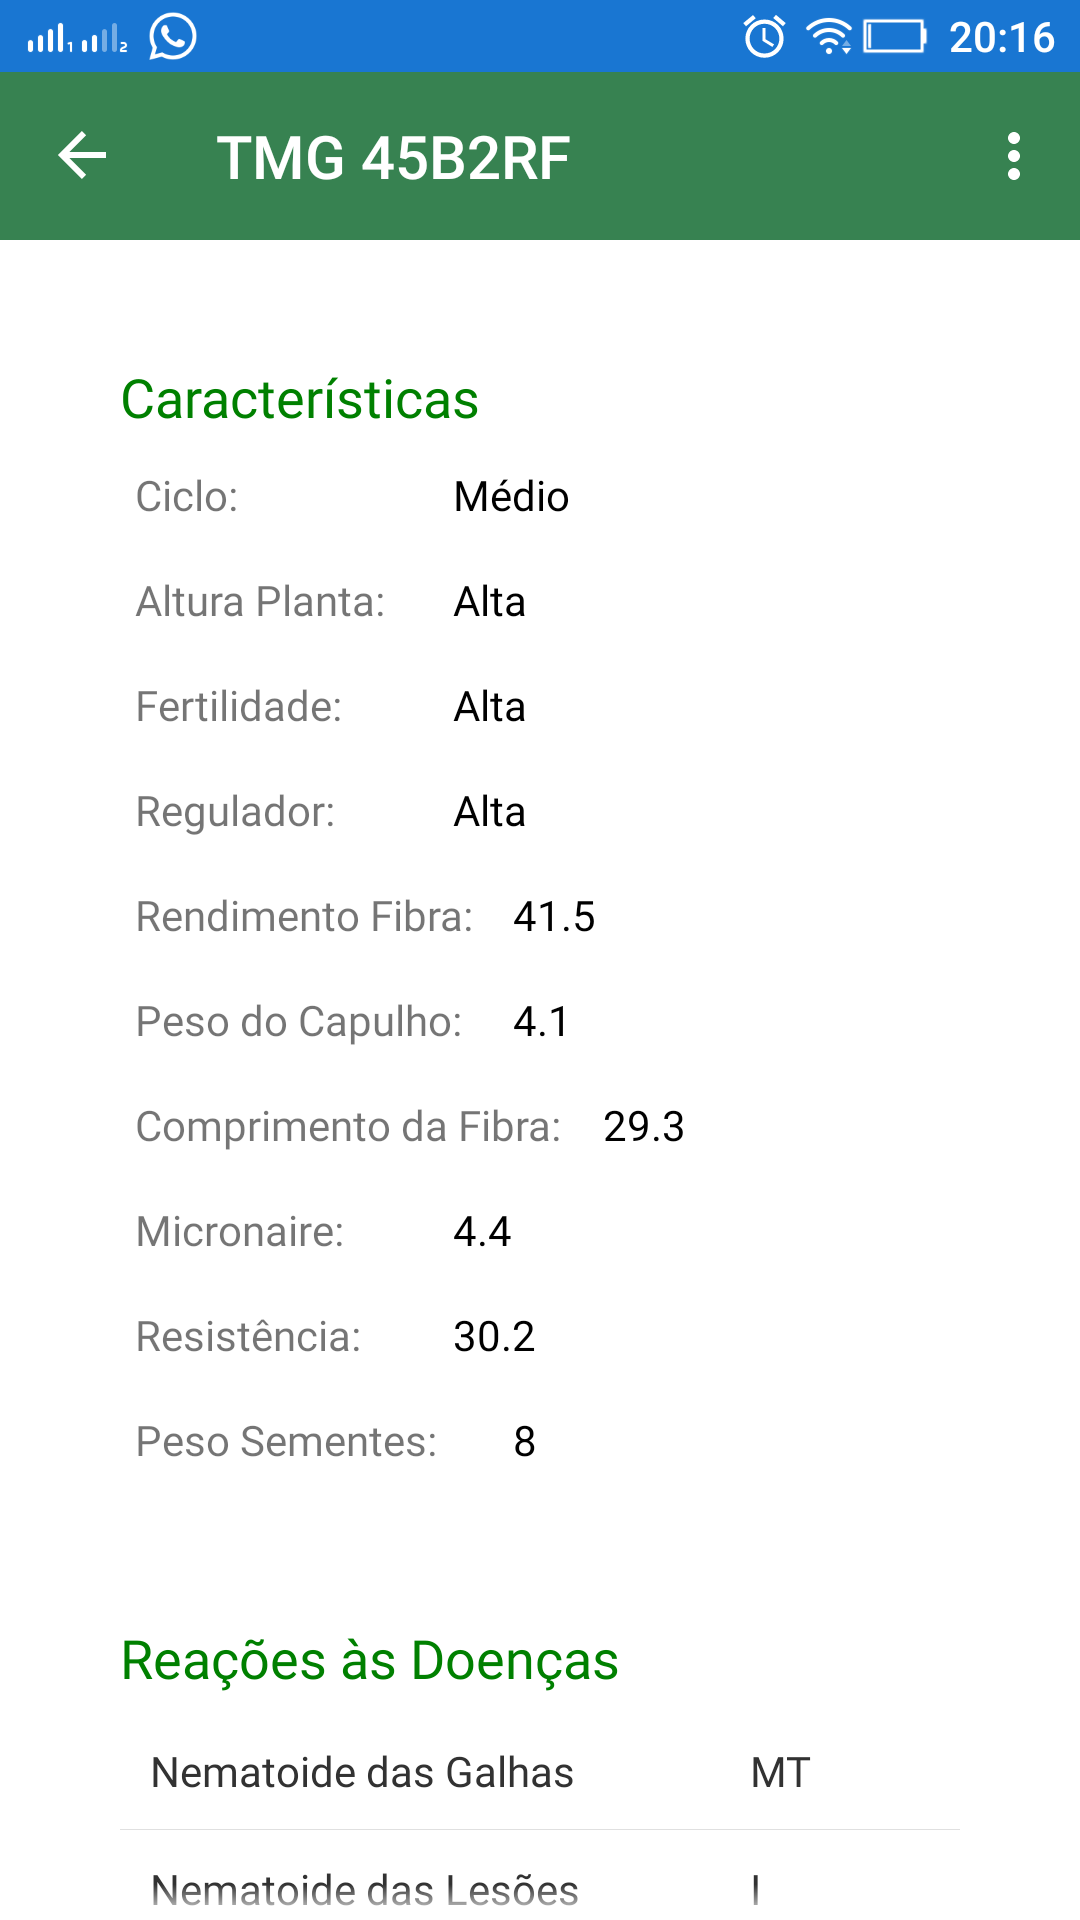 1 2 20:16
TMG 45B2RF
Características
Ciclo: Médio
Altura Planta: Alta
Fertilidade: Alta
Regulador: Alta
Rendimento Fibra: 41.5
Peso do Capulho: 4.1
Comprimento da Fibra: 29.3
Micronaire: 4.4
Resistência: 30.2
Peso Sementes: 8
Reações às Doenças
Nematoide das Galhas MT
Nematoide das Lesões